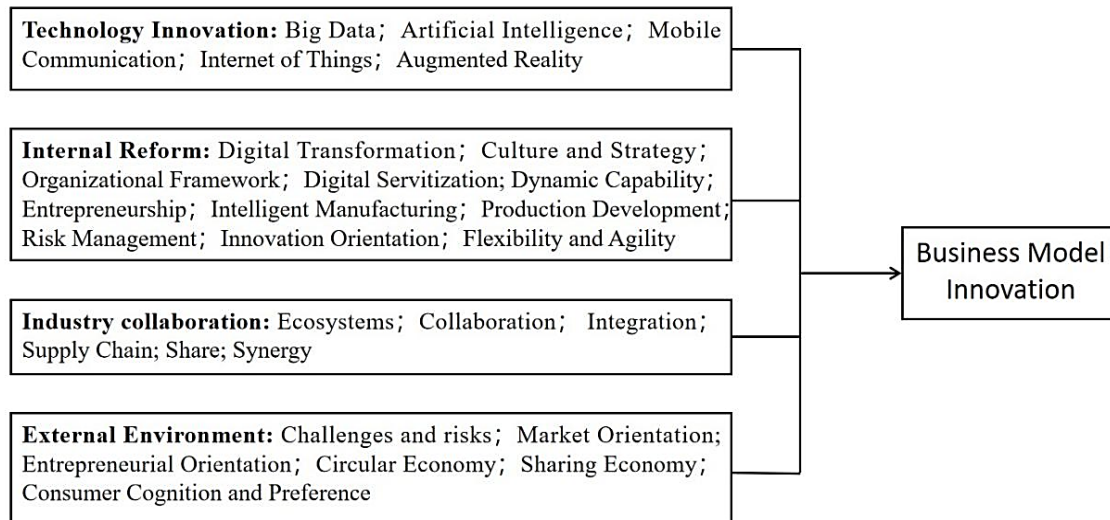 Technology Innovation: Big Data； Artificial Intelligence； Mobile
Communication； Internet of Things； Augmented Reality
Internal Reform: Digital Transformation； Culture and Strategy；
Organizational Framework； Digital Servitization; Dynamic Capability；
Entrepreneurship； Intelligent Manufacturing； Production Development；
Risk Management； Innovation Orientation； Flexibility and Agility
Industry collaboration: Ecosystems； Collaboration； Integration；
Supply Chain; Share; Synergy
External Environment: Challenges and risks； Market Orientation;
Entrepreneurial Orientation； Circular Economy； Sharing Economy；
Consumer Cognition and Preference
Business Model
Innovation